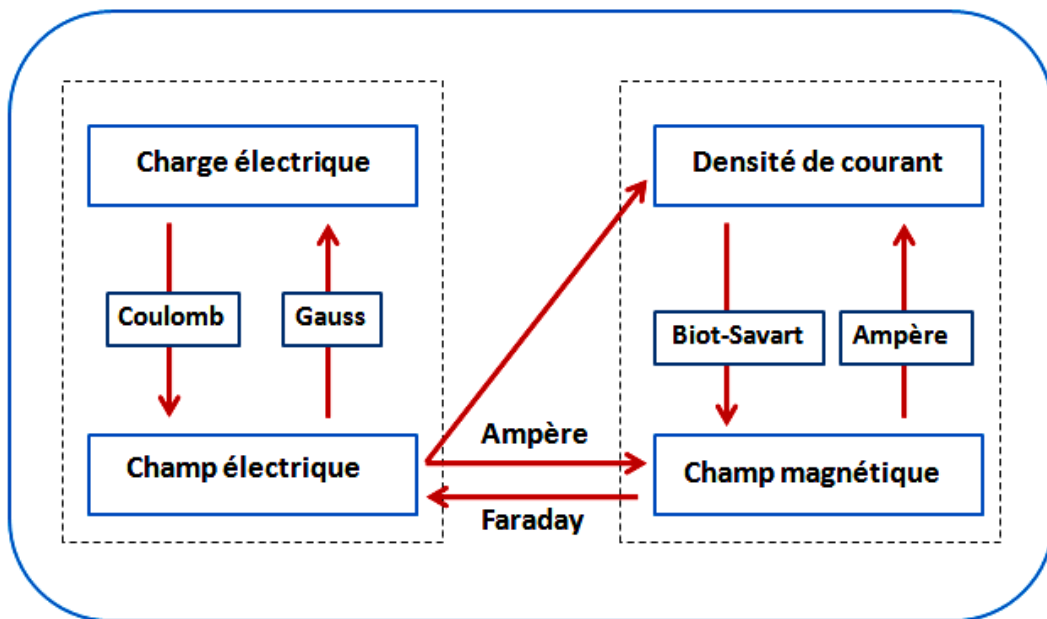 Charge électrique
Densité de courant
Coulomb
Gauss
Biot-Savart
Ampère
Ampère
Champ électrique
Champ magnétique
Faraday